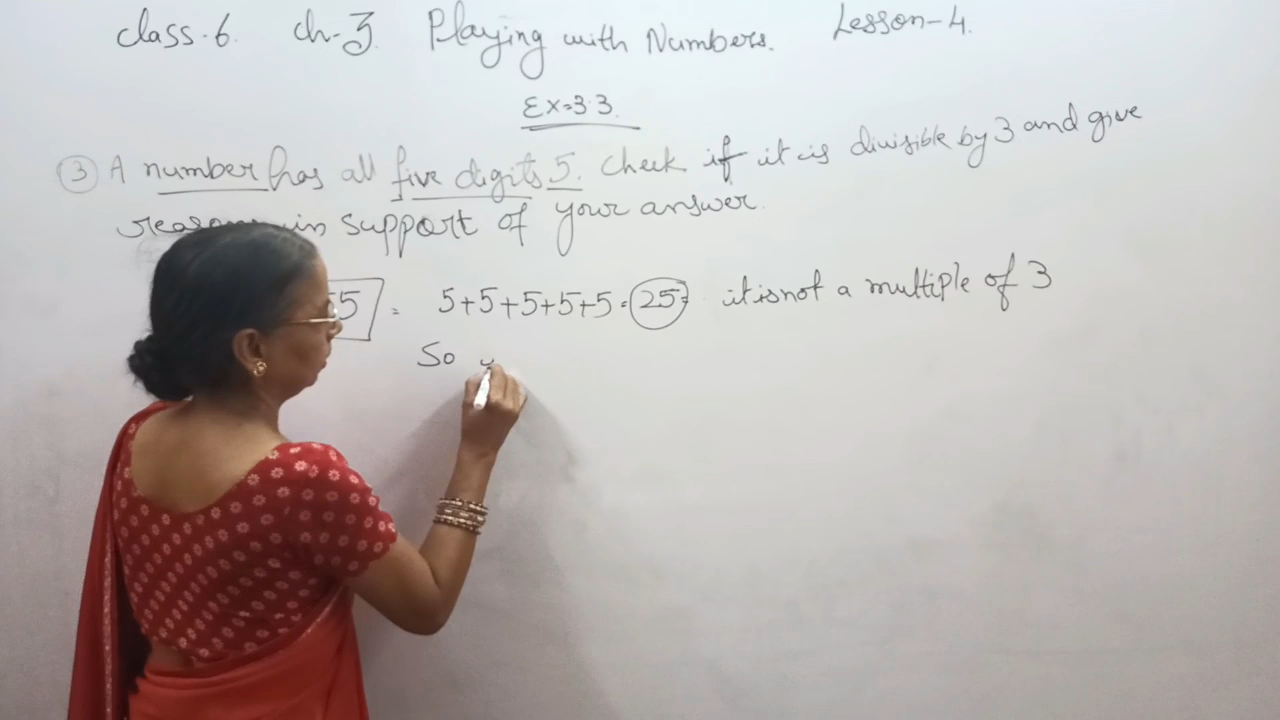 class-6. ch-3. Playing with Numbers. Lesson-4.
Ex=3.3.
③ A number has all five digits 5. Check if it is divisible by 3 and give
in support of your answer.
5+5+5+5+5=25= it is not a multiple of 3
So